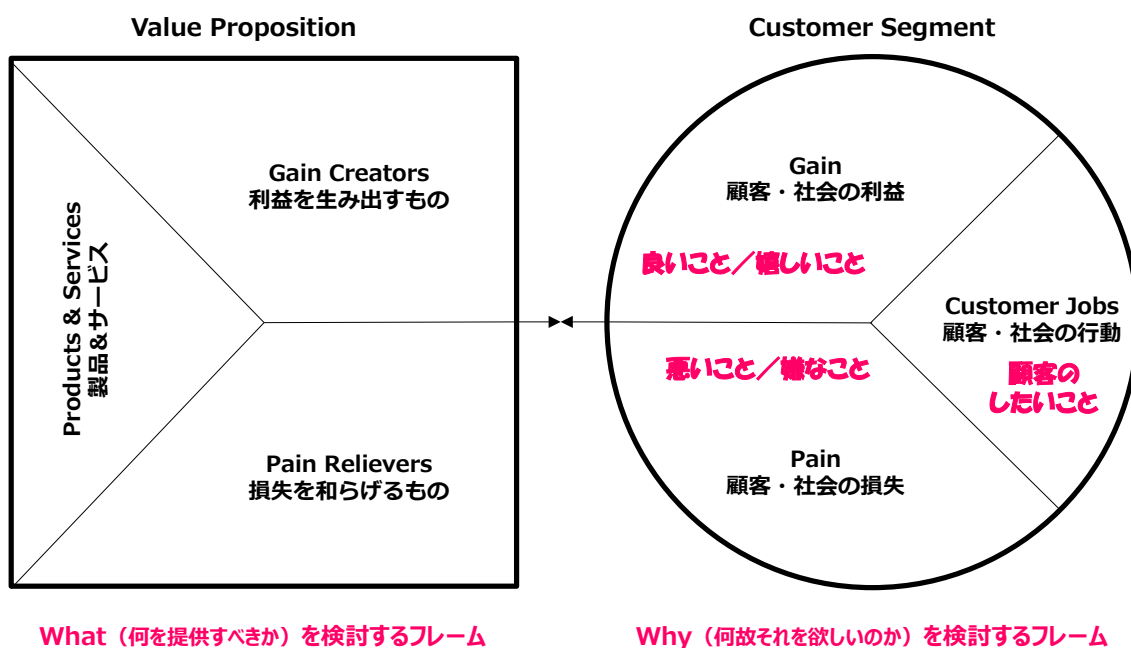 Value Proposition
Products & Services
製品&サービス
Gain Creators
利益を生み出すもの
Pain Relievers
損失を和らげるもの
What（何を提供すべきか）を検討するフレーム
Customer Segment
Gain
顧客・社会の利益
良いこと／嬉しいこと
Customer Jobs
顧客・社会の行動
顧客の
したいこと
悪いこと／嫌なこと
Pain
顧客・社会の損失
Why（何故それを欲しいのか）を検討するフレーム